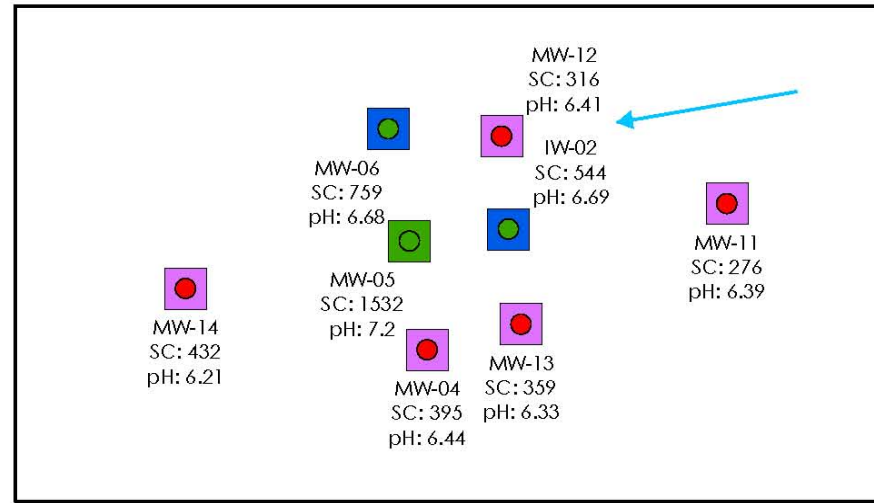 MW-12
SC: 316
pH: 6.41
IW-02
SC: 544
pH: 6.69
MW-06
SC: 759
pH: 6.68
MW-11
SC: 276
pH: 6.39
MW-05
SC: 1532
pH: 7.2
MW-14
SC: 432
pH: 6.21
MW-13
SC: 359
pH: 6.33
MW-04
SC: 395
pH: 6.44